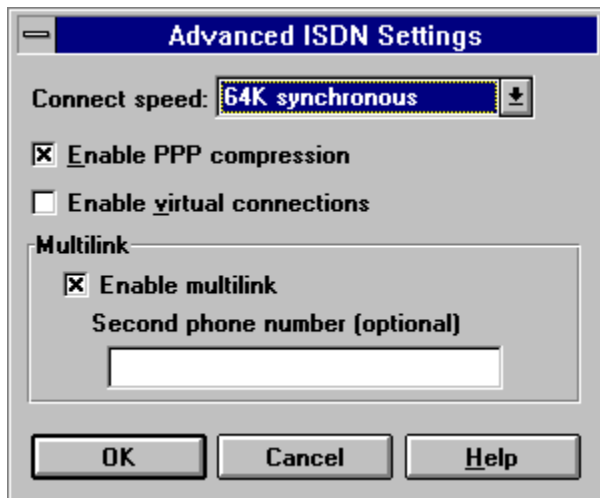 Advanced ISDN Settings
Connect speed: 64K synchronous
Enable PPP compression
Enable virtual connections
Multilink
Enable multilink
Second phone number (optional)
OK Cancel Help